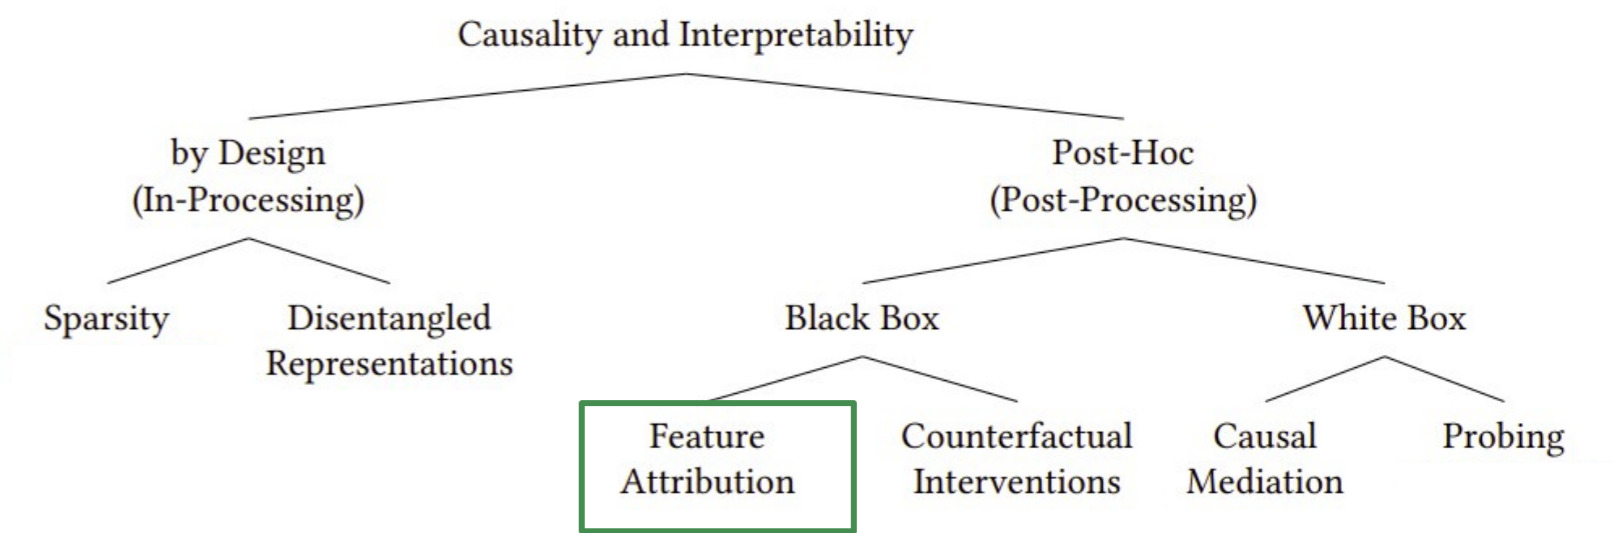 Causality and Interpretability
by Design
(In-Processing)
Post-Hoc
(Post-Processing)
Sparsity
Disentangled
Representations
Black Box
White Box
Feature
Attribution
Counterfactual
Interventions
Causal
Mediation
Probing